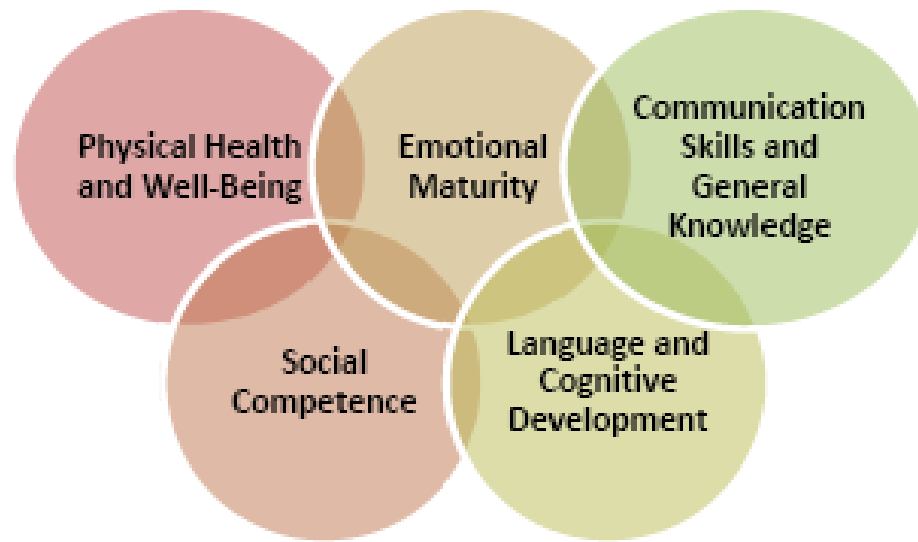 Physical Health
and Well-Being
Emotional
Maturity
Communication
Skills and
General
Knowledge
Social
Competence
Language and
Cognitive
Development